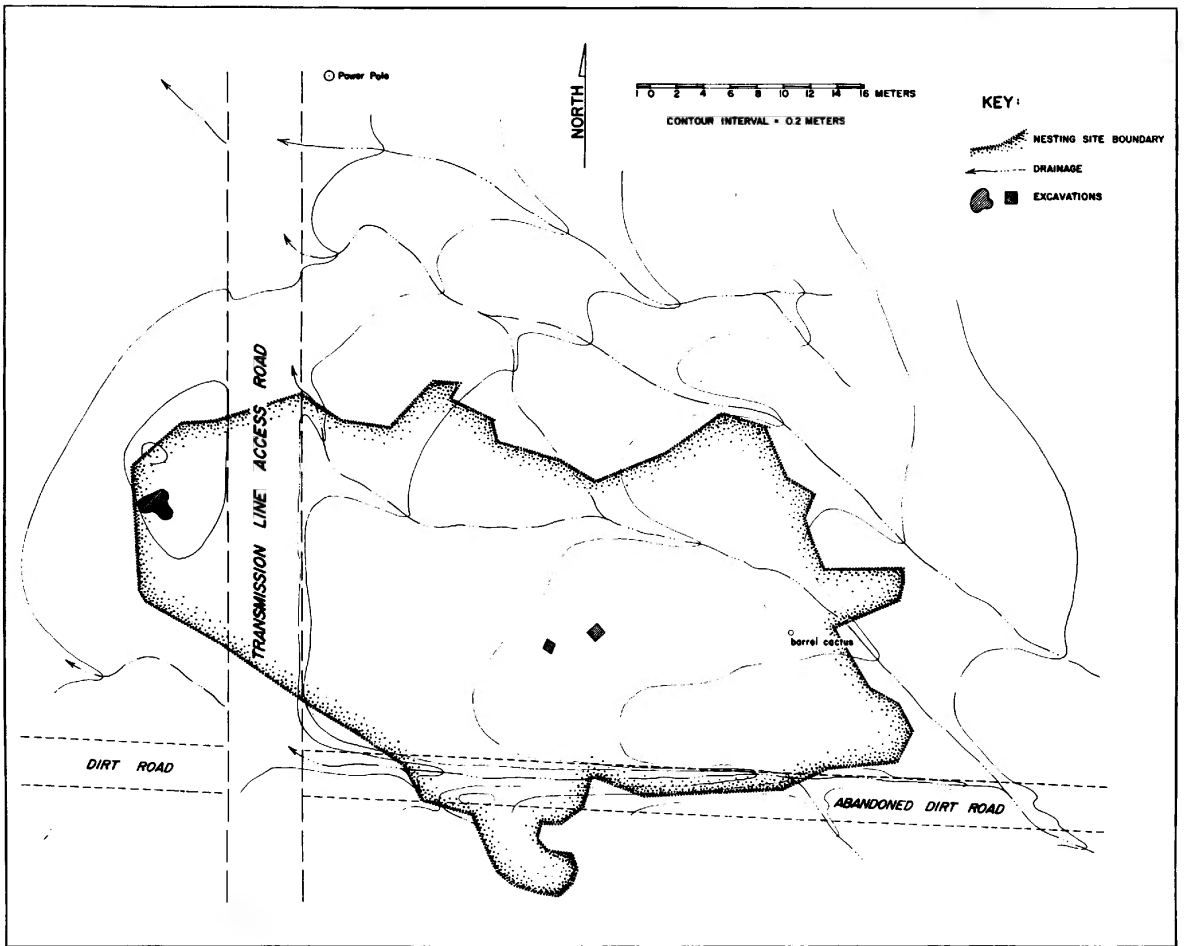 Power Pole
NORTH
1 0 2 4 6 8 10 12 14 16 METERS
CONTOUR INTERVAL = 0.2 METERS
KEY:
NESTING SITE BOUNDARY
DRAINAGE
EXCAVATIONS
TRANSMISSION LINE ACCESS ROAD
barrel cactus
DIRT ROAD
ABANDONED DIRT ROAD